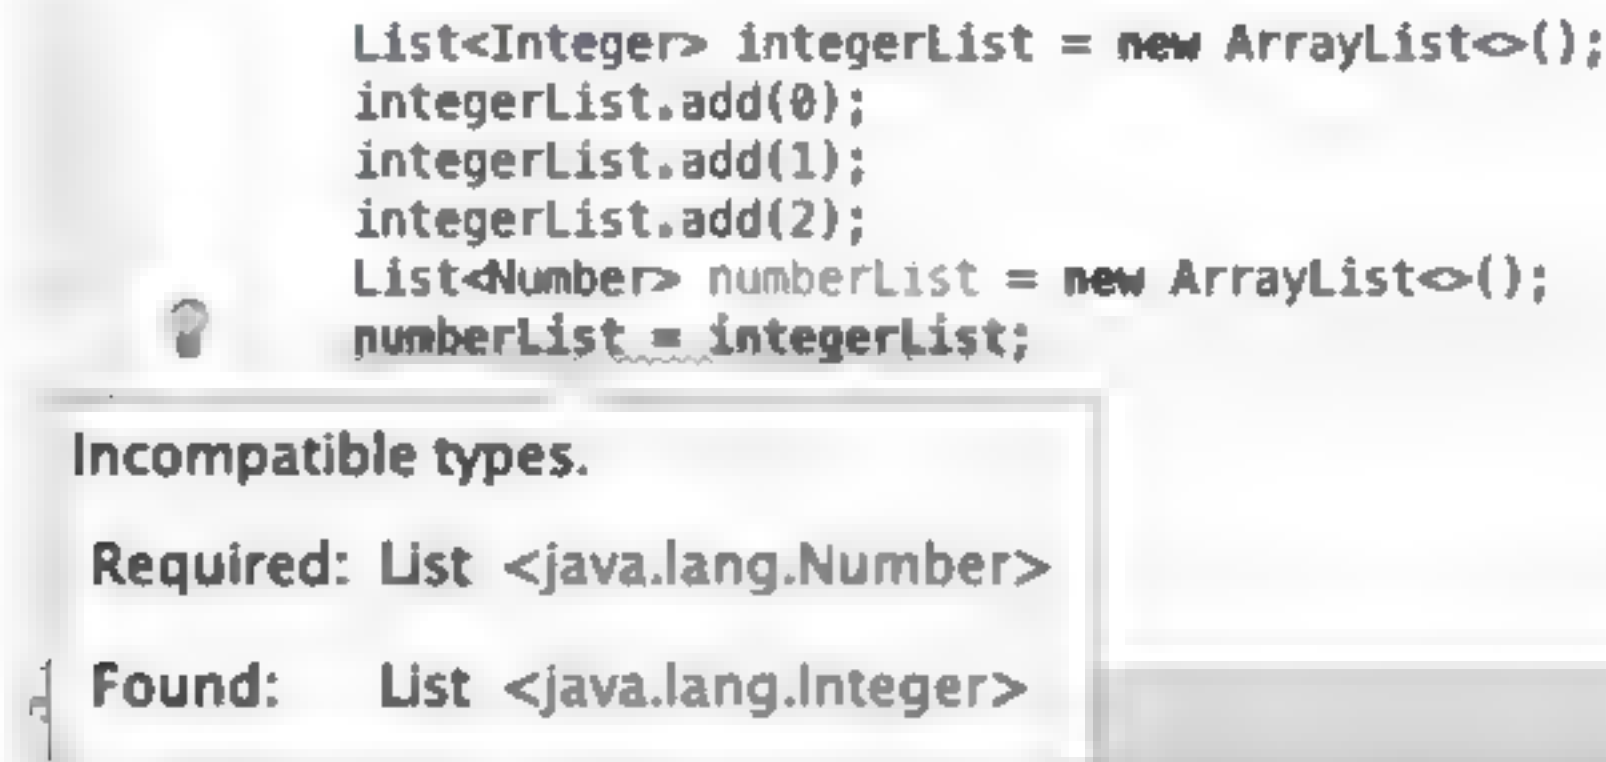 List<Integer> integerList = new ArrayList<>();
integerList.add(0);
integerList.add(1);
integerList.add(2);
List<Number> numberList = new ArrayList<>();
numberList = integerList;
Incompatible types.
Required: List <java.lang.Number>
Found: List <java.lang.Integer>